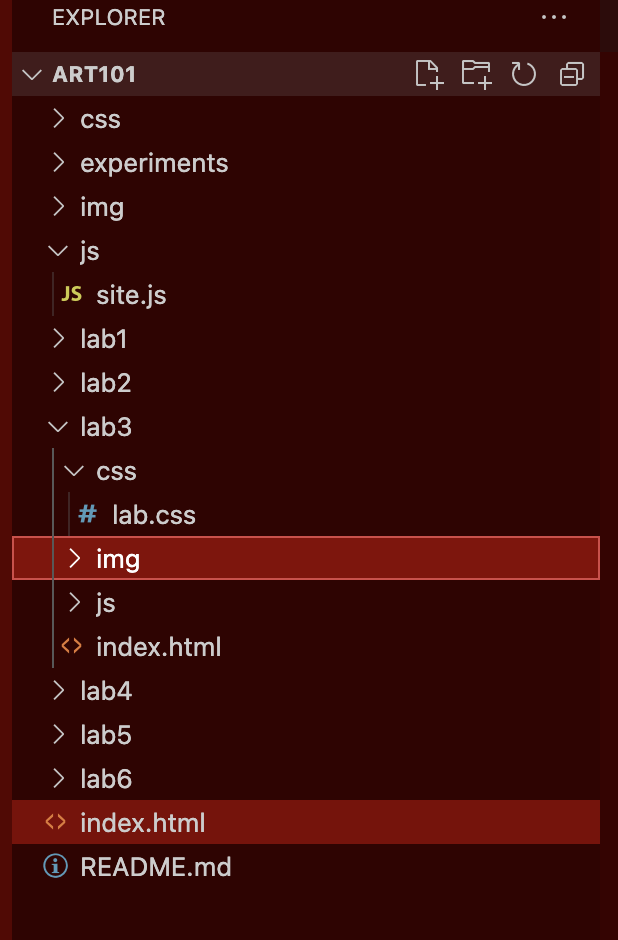 EXPLORER
ART101
css
experiments
img
js
JS site.js
lab1
lab2
lab3
css
# lab.css
img
js
<> index.html
lab4
lab5
lab6
<> index.html
README.md